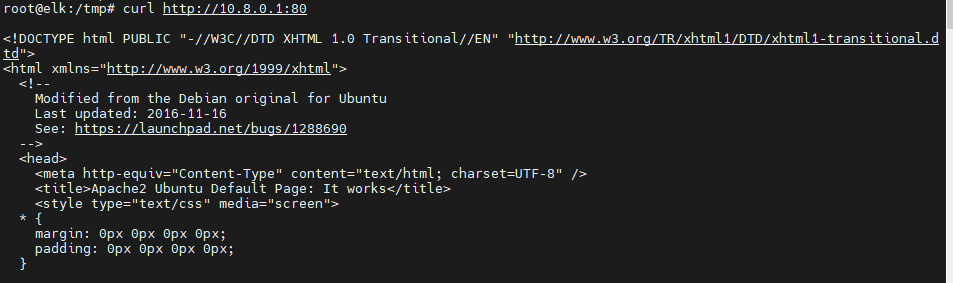 root@elk:/tmp# curl http://10.8.0.1:80
<!DOCTYPE html PUBLIC "-//W3C//DTD XHTML 1.0 Transitional//EN" "http://www.w3.org/TR/xhtml1/DTD/xhtml1-transitional.d
td">
<html xmlns="http://www.w3.org/1999/xhtml">
  <!--
    Modified from the Debian original for Ubuntu
    Last updated: 2016-11-16
    See: https://launchpad.net/bugs/1288690
  -->
  <head>
    <meta http-equiv="Content-Type" content="text/html; charset=UTF-8" />
    <title>Apache2 Ubuntu Default Page: It works</title>
    <style type="text/css" media="screen">
  * {
    margin: 0px 0px 0px 0px;
    padding: 0px 0px 0px 0px;
  }